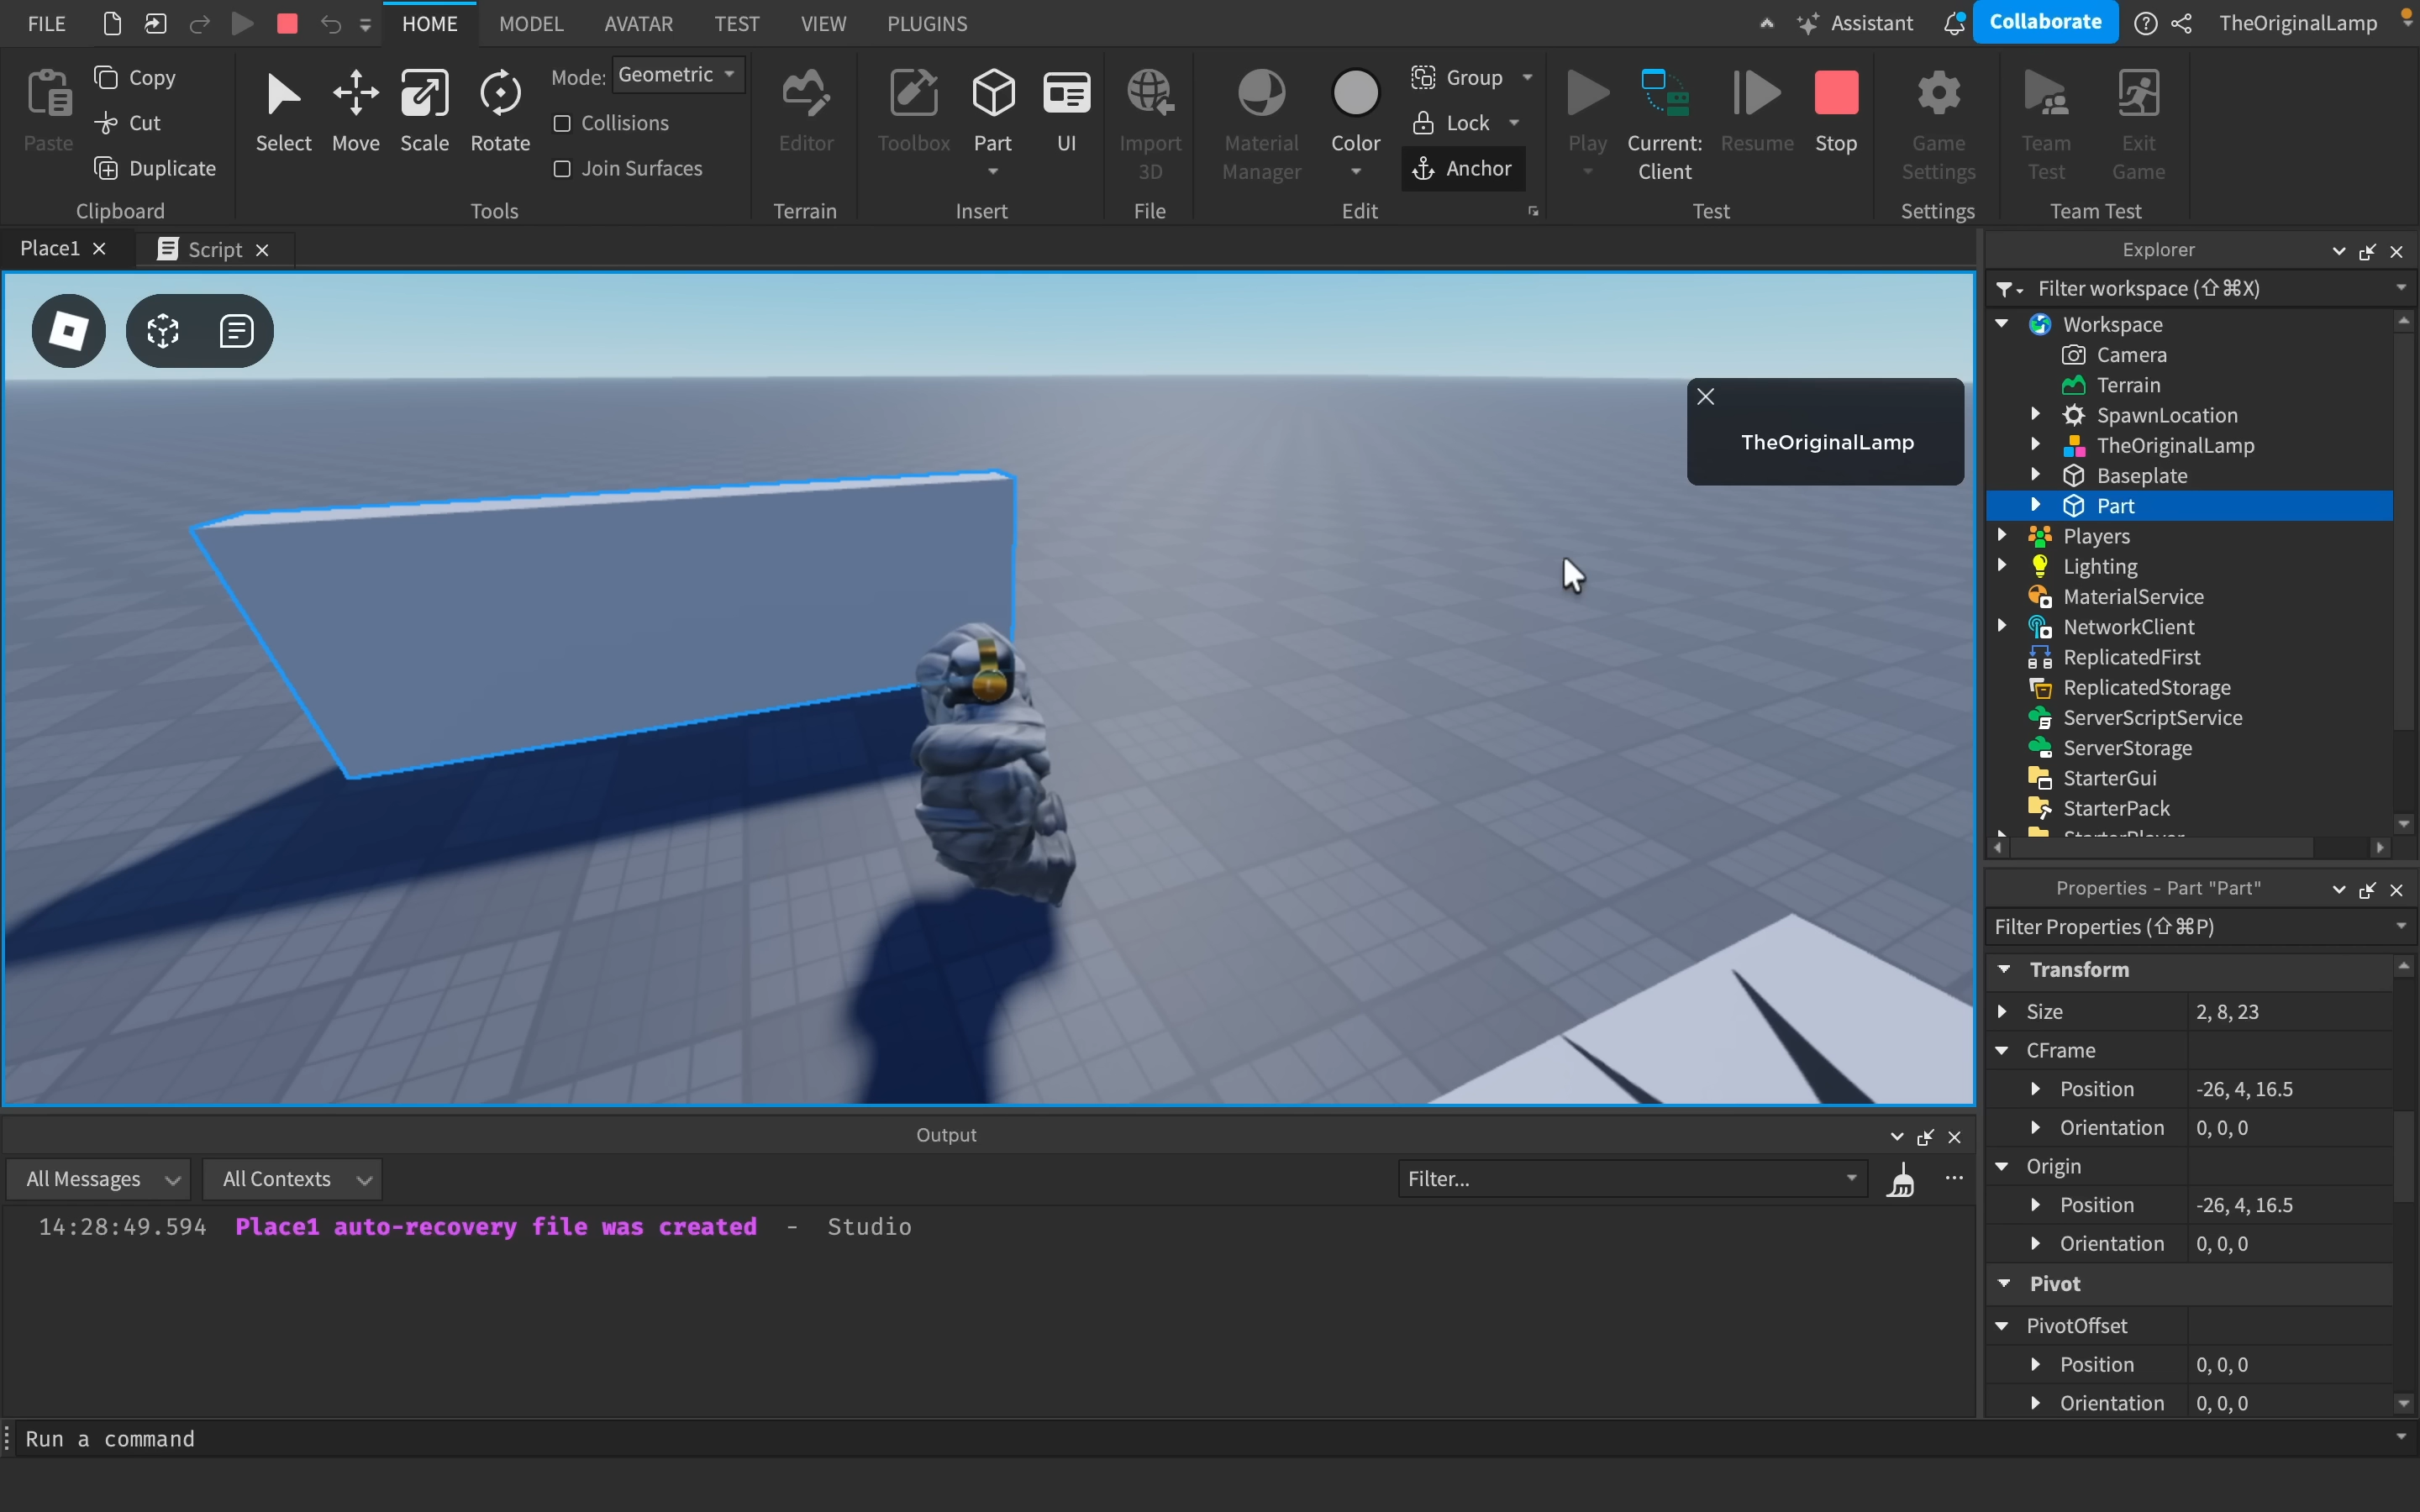 FILE HOME MODEL AVATAR TEST VIEW PLUGINS Assistant Collaborate TheOriginalLamp
Paste
Copy
Cut
Duplicate
Clipboard
Select Move Scale Rotate
Mode: Geometric
Collisions
Join Surfaces
Tools
Editor
Terrain
Toolbox Part UI
Insert
Import
3D
File
Material
Manager
Color
Group
Lock
Anchor
Edit
Play
Current:
Client
Resume
Stop
Test
Game
Settings
Settings
Team
Test
Exit
Game
Team Test
Place1 Script
TheOriginalLamp
Explorer
Filter workspace (⇧⌘X)
Workspace
Camera
Terrain
SpawnLocation
TheOriginalLamp
Baseplate
Part
Players
Lighting
MaterialService
NetworkClient
ReplicatedFirst
ReplicatedStorage
ServerScriptService
ServerStorage
StarterGui
StarterPack
StarterPlayer
Properties - Part "Part"
Filter Properties (⇧⌘P)
Transform
Size 2, 8, 23
CFrame
Position -26, 4, 16.5
Orientation 0, 0, 0
Origin
Position -26, 4, 16.5
Orientation 0, 0, 0
Pivot
PivotOffset
Position 0, 0, 0
Orientation 0, 0, 0
Output
All Messages All Contexts Filter...
14:28:49.594 Place1 auto-recovery file was created - Studio
Run a command